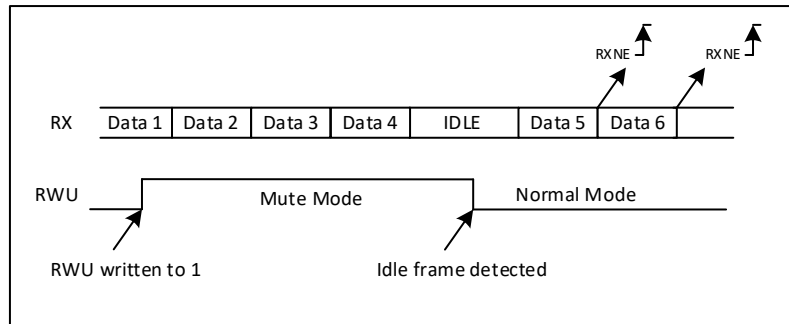 RXNE RXNE
RX Data 1 Data 2 Data 3 Data 4 IDLE Data 5 Data 6
RWU Mute Mode Normal Mode
RWU written to 1 Idle frame detected